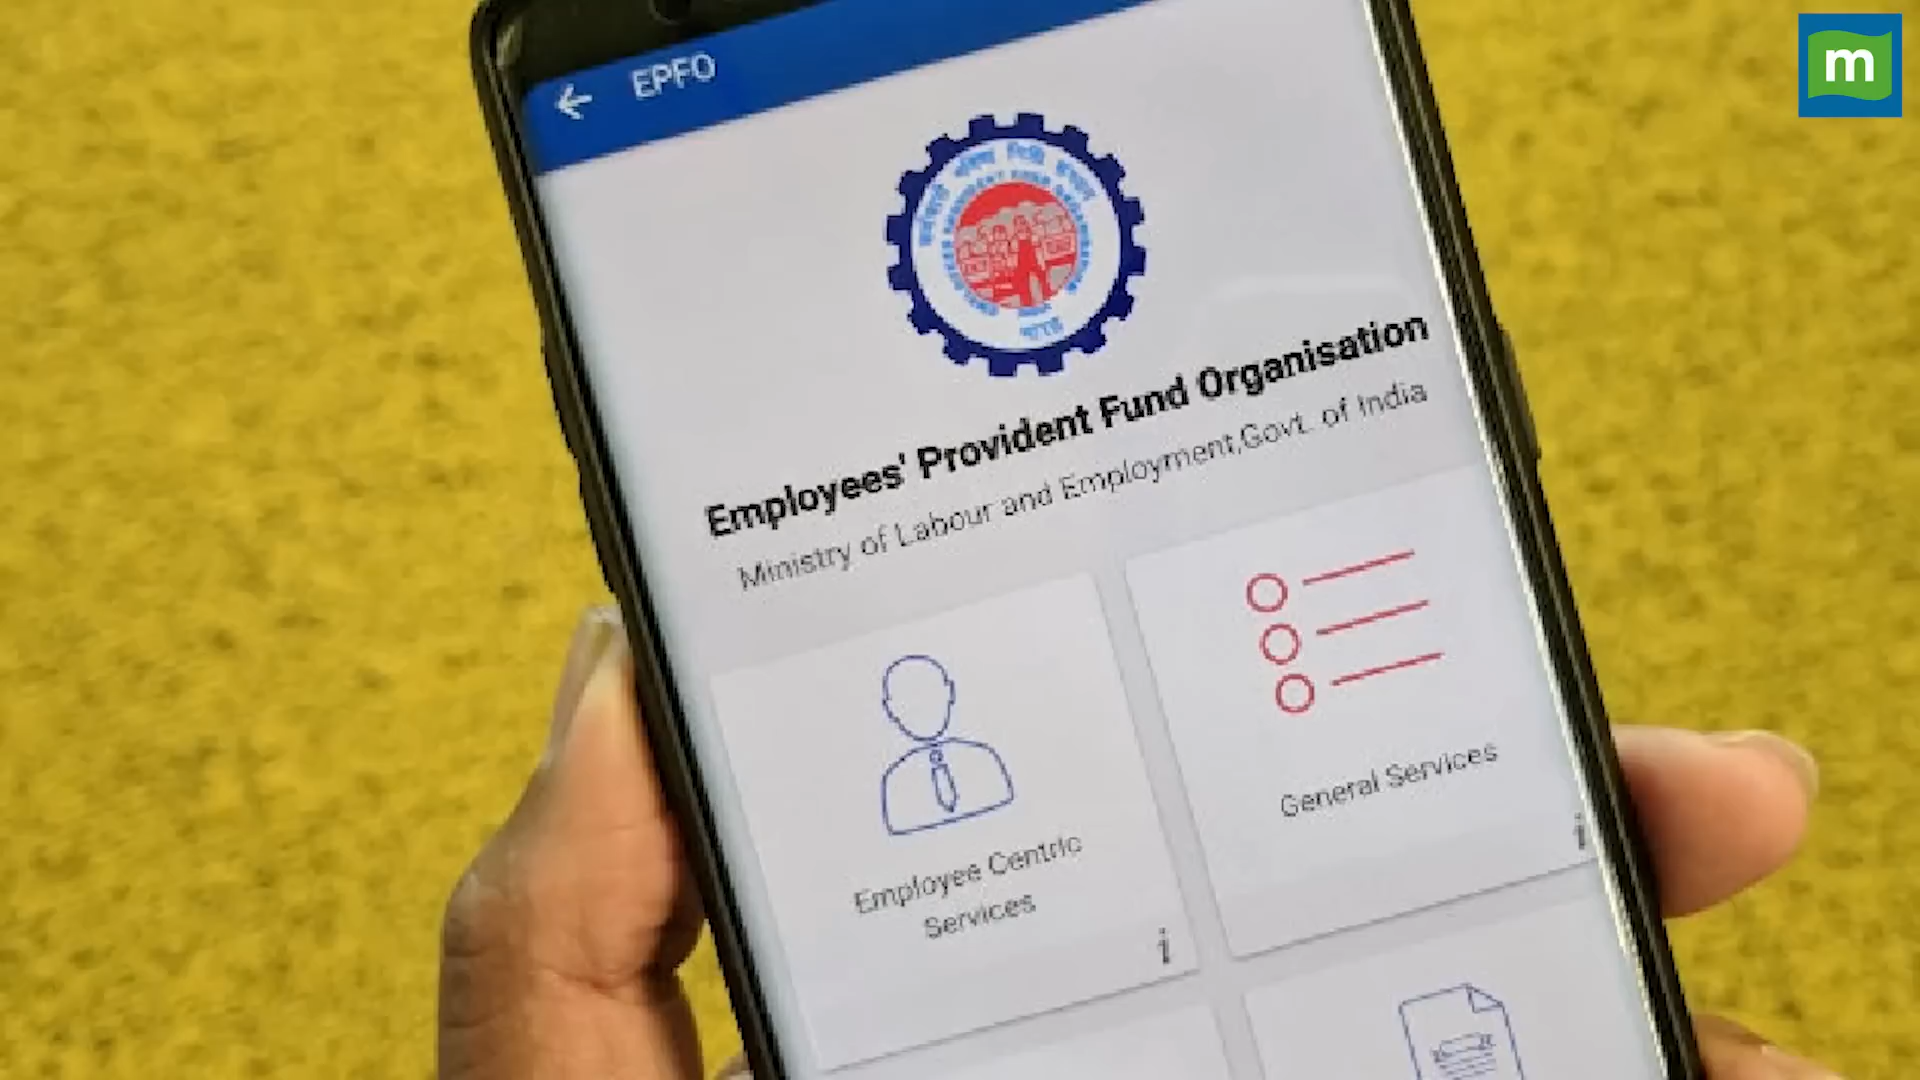 m
EPFO
Employees' Provident Fund Organisation
Ministry of Labour and Employment,Govt. of India
Employee Centric
Services
i
General Services
i